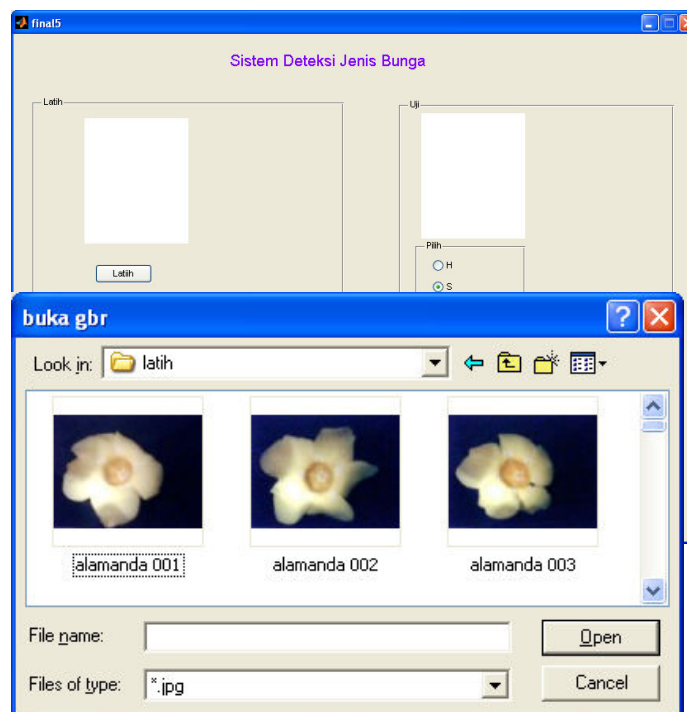 final5
Sistem Deteksi Jenis Bunga
Latih
Uji
Pilih
H
S
Latih
buka gbr
Look in: latih
alamanda 001 alamanda 002 alamanda 003
File name:
Open
Files of type: *.jpg
Cancel